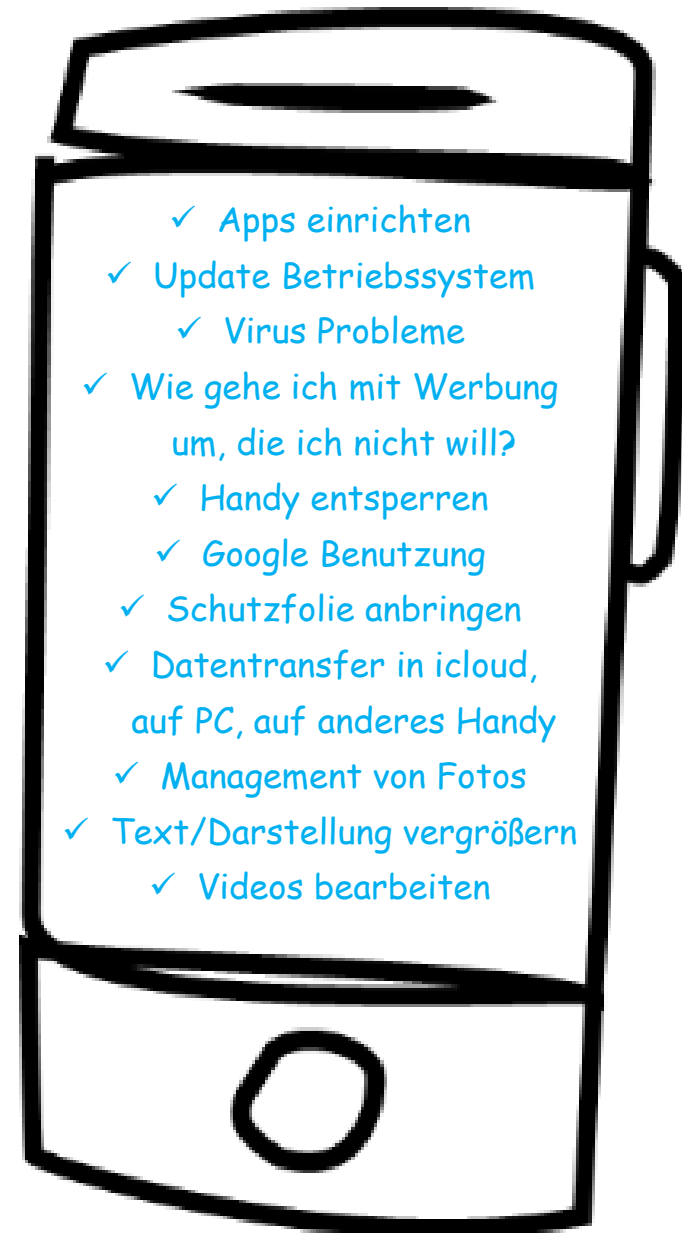 ✓ Apps einrichten
✓ Update Betriebssystem
✓ Virus Probleme
✓ Wie gehe ich mit Werbung
um, die ich nicht will?
✓ Handy entsperren
✓ Google Benutzung
✓ Schutzfolie anbringen
✓ Datentransfer in icloud,
auf PC, auf anderes Handy
✓ Management von Fotos
✓ Text/Darstellung vergrößern
✓ Videos bearbeiten